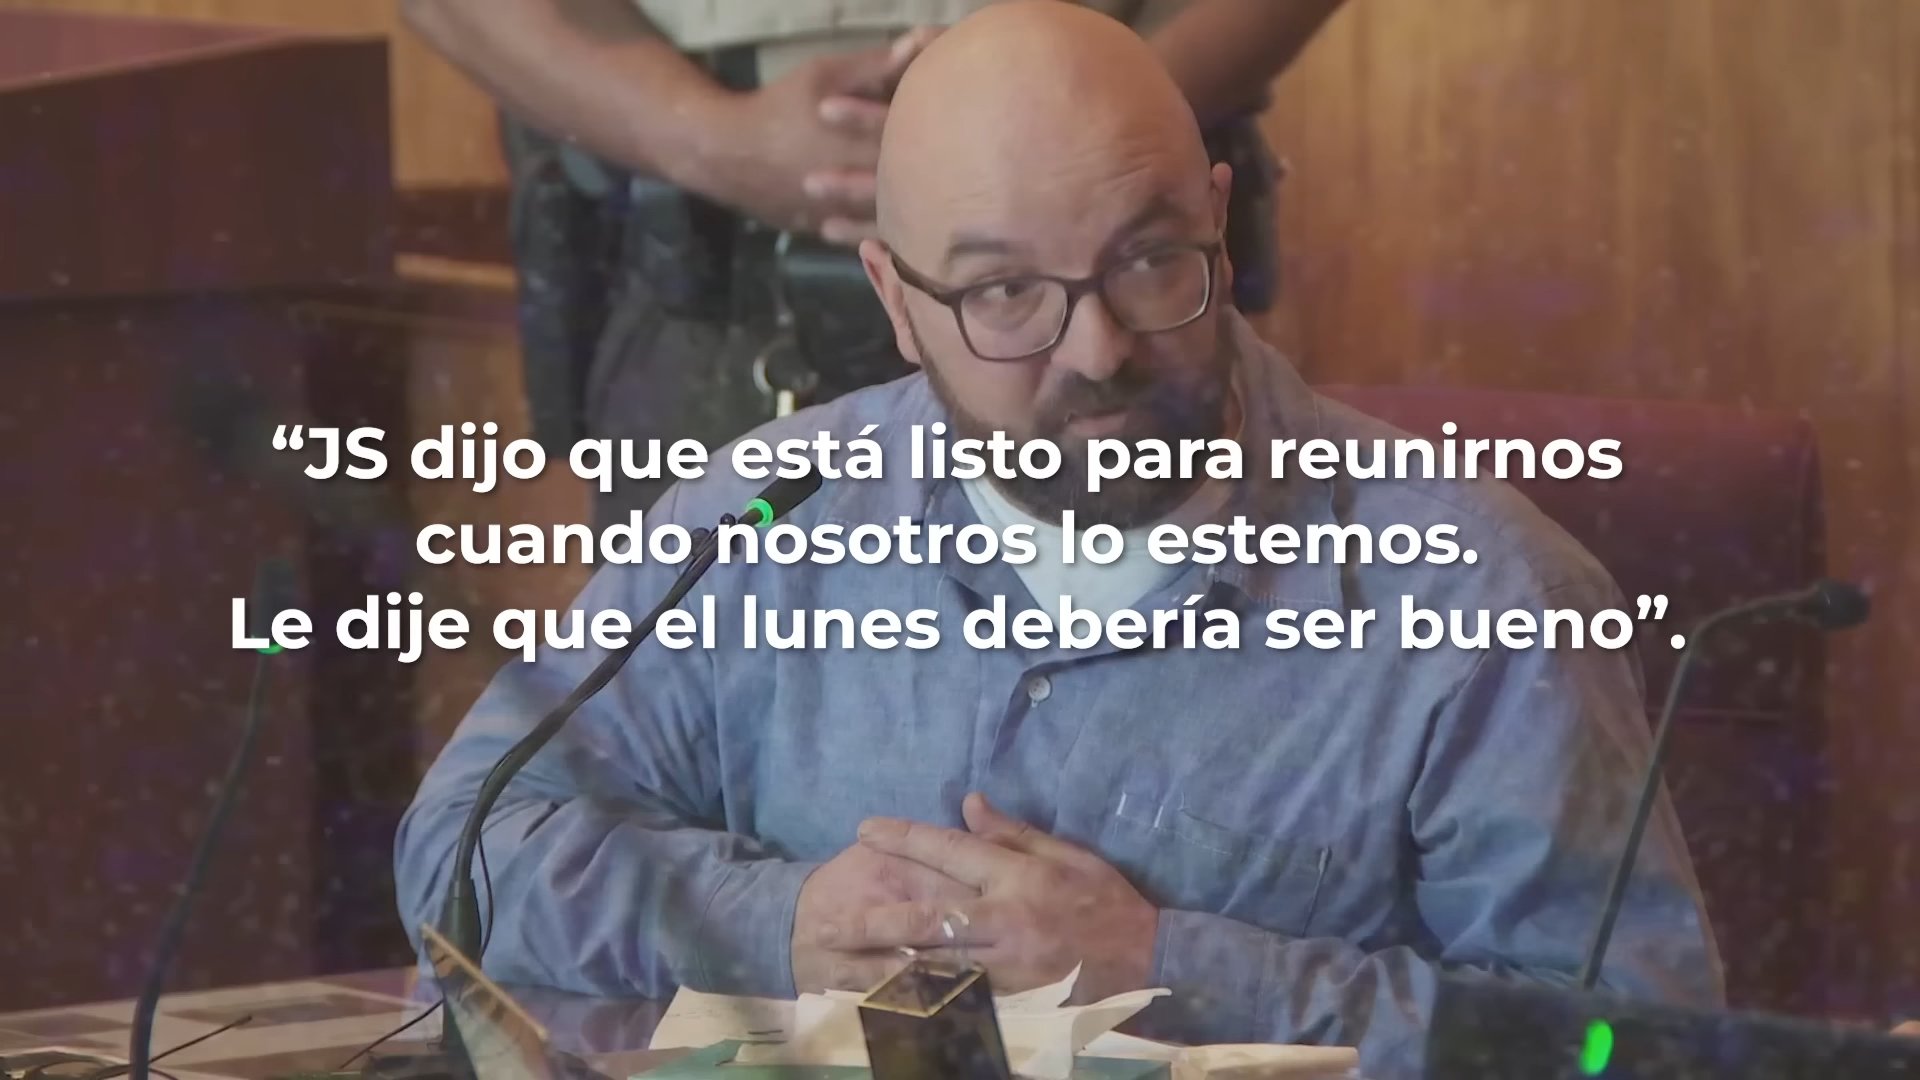 “JS dijo que está listo para reunirnos
cuando nosotros lo estemos.
Le dije que el lunes debería ser bueno”.